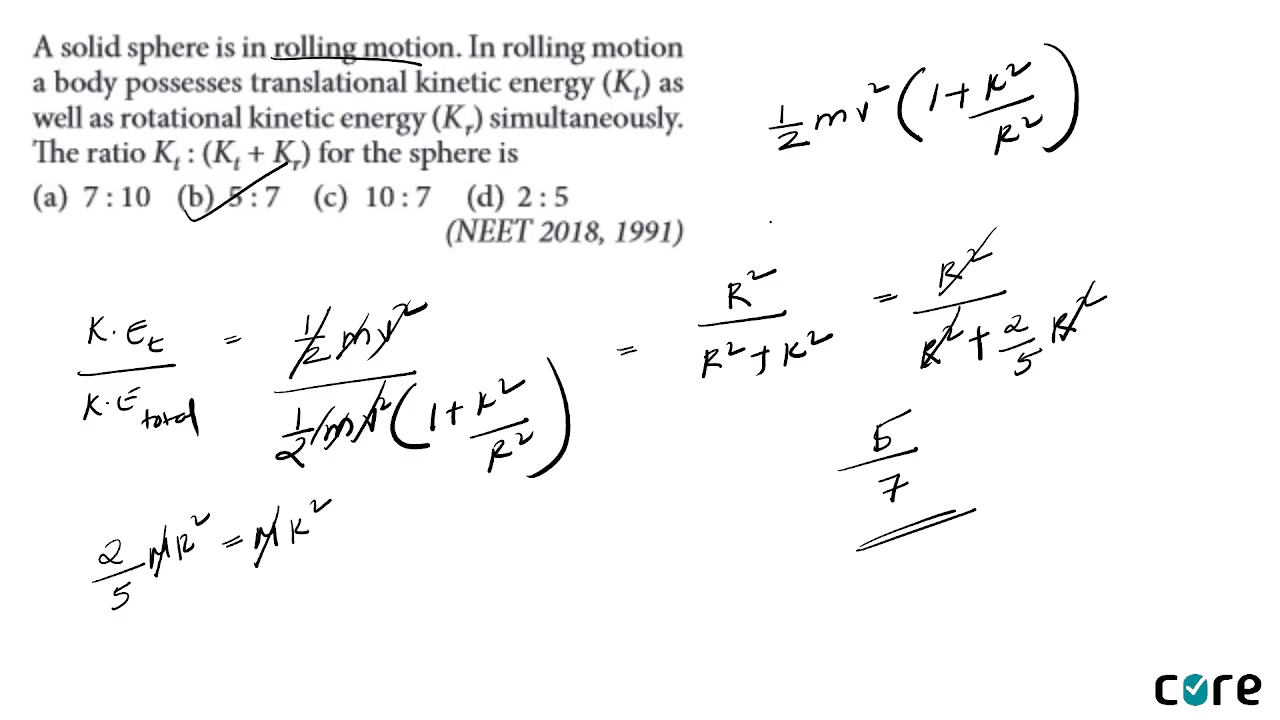 A solid sphere is in rolling motion. In rolling motion
a body possesses translational kinetic energy (Kₜ) as
well as rotational kinetic energy (Kᵣ) simultaneously.
The ratio Kₜ : (Kₜ + Kᵣ) for the sphere is
(a) 7 : 10 (b) 5 : 7 (c) 10 : 7 (d) 2 : 5
(NEET 2018, 1991)
1/2 mv² (1 + K²/R²)
K.Eₜ / K.E total = 1/2 mv² / 1/2 mv² (1 + K²/R²) = R² / R² + K² = R² / R² + 2/5 R²
5/7
2/5 MR² = MK²
core